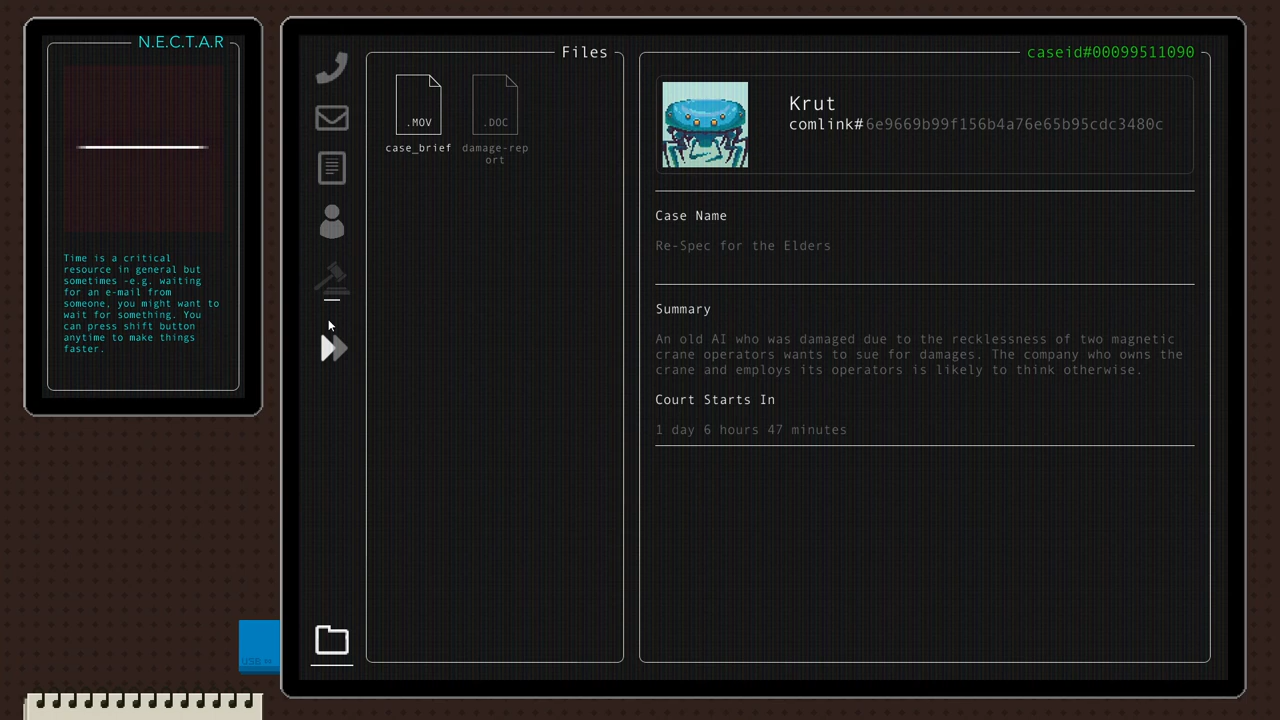 N.E.C.T.A.R
Time is a critical
resource in general but
sometimes -e.g. waiting
for an e-mail from
someone, you might want to
wait for something. You
can press shift button
anytime to make things
faster.
Files
.MOV
case_brief
.DOC
damage-rep
ort
caseid#00099511090
Krut
comlink#6e9669b99f156b4a76e65b95cdc3480c
Case Name
Re-Spec for the Elders
Summary
An old AI who was damaged due to the recklessness of two magnetic
crane operators wants to sue for damages. The company who owns the
crane and employs its operators is likely to think otherwise.
Court Starts In
1 day 6 hours 47 minutes
USB